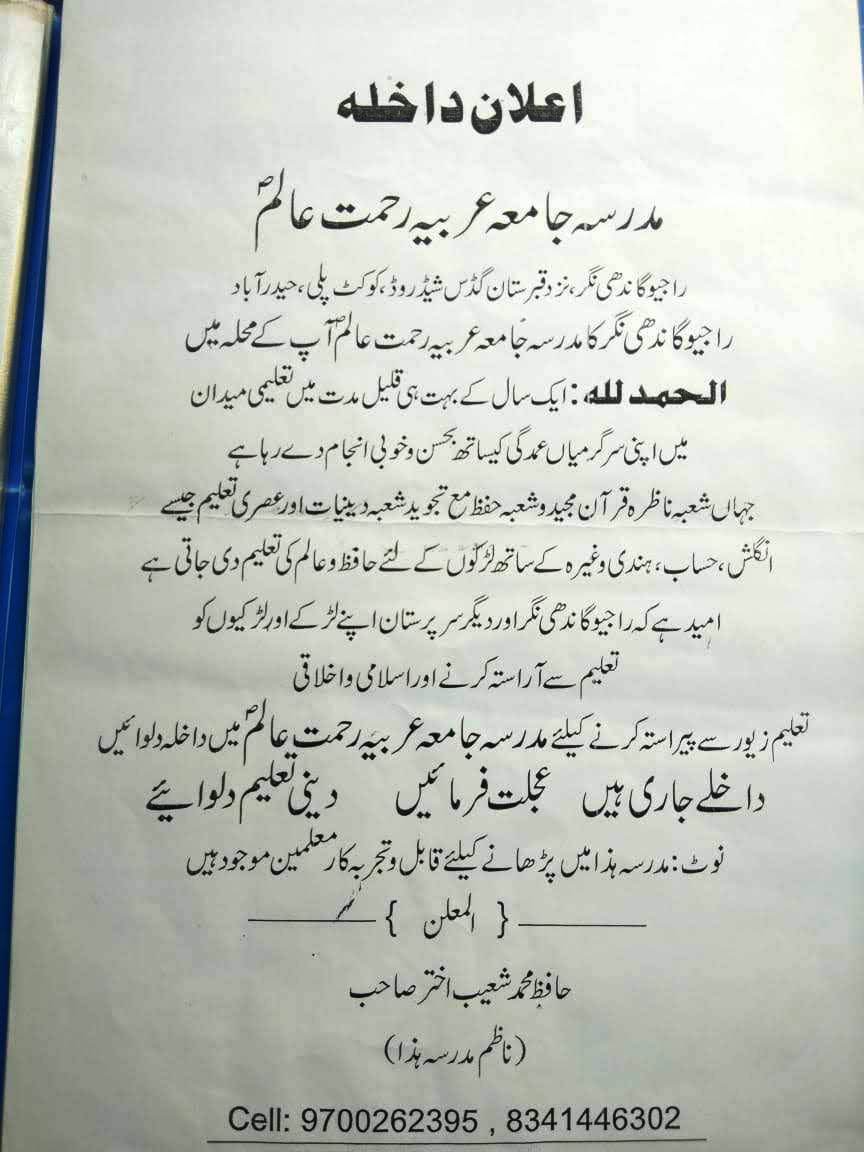 اعلان داخلہ
مدرسہ جامعہ عربیہ رحمت عالمؐ
راجیو گاندھی نگر، نزد قبرستان گڈس شیڈ روڈ، کوکٹ پلی، حیدرآباد
راجیو گاندھی نگر کا مدرسہ جامعہ عربیہ رحمت عالمؐ آپ کے محلہ میں
الحمد للہ : ایک سال کے بہت ہی قلیل مدت میں تعلیمی میدان
میں اپنی سرگرمیاں عمدگی کیساتھ بحسن و خوبی انجام دے رہا ہے
جہاں شعبہ ناظرہ قرآن مجید و شعبہ حفظ مع تجوید شعبہ دینیات اور عصری تعلیم جیسے
انگلش، حساب، ہندی وغیرہ کے ساتھ لڑکوں کے لئے حافظ و عالم کی تعلیم دی جاتی ہے
امید ہے کہ راجیو گاندھی نگر اور دیگر سرپرستان اپنے لڑکے اور لڑکیوں کو
تعلیم سے آراستہ کرنے اور اسلامی و اخلاقی
تعلیم زیور سے پیراستہ کرنے کیلئے مدرسہ جامعہ عربیہ رحمت عالمؐ میں داخلہ دلوائیں
داخلے جاری ہیں عجلت فرمائیں دینی تعلیم دلوائیے
نوٹ : مدرسہ ہذا میں پڑھانے کیلئے قابل و تجربہ کار معلمین موجود ہیں
{ المعلن }
حافظ محمد شعیب اختر صاحب
(ناظم مدرسہ ہذا)
Cell: 9700262395 , 8341446302